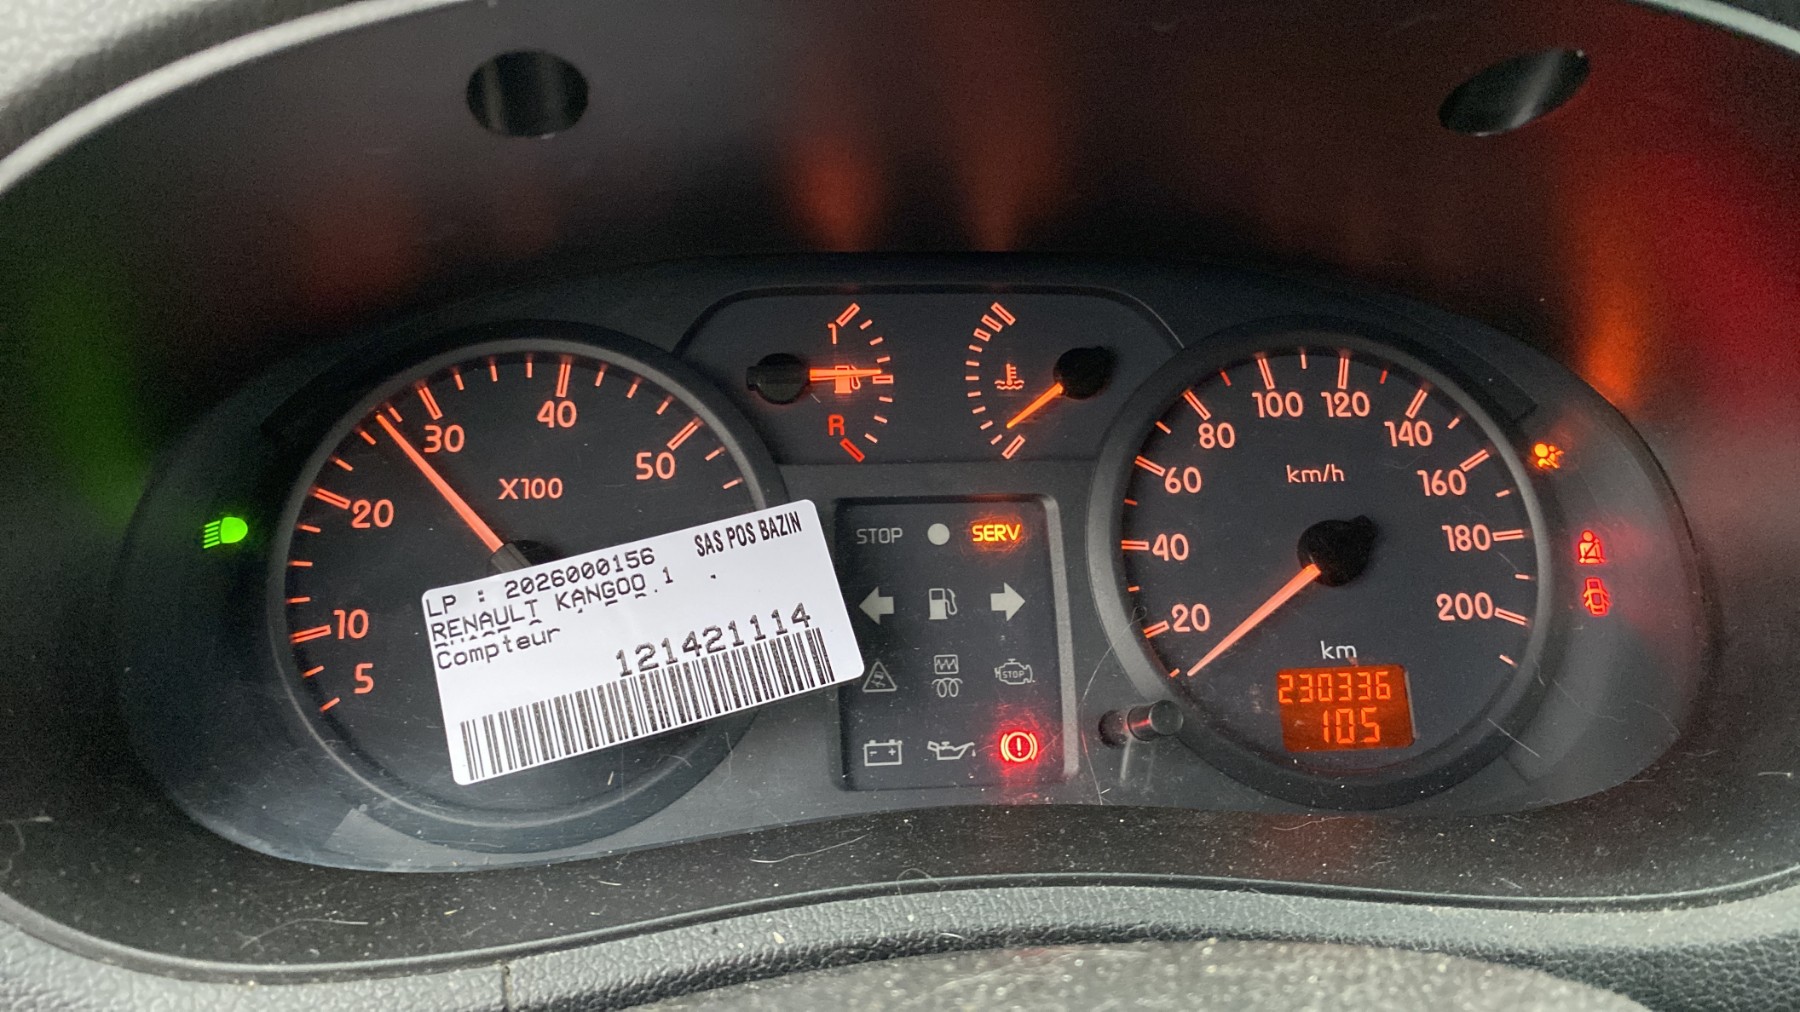 1
R
30
40
20
50
X100
10
5
STOP
SERV
STOP
100
120
80
140
60
km/h
160
40
180
20
200
km
230336
105
SAS POS BAZIN
LP : 2026000156
RENAULT KANGOO 1
Compteur
121421114